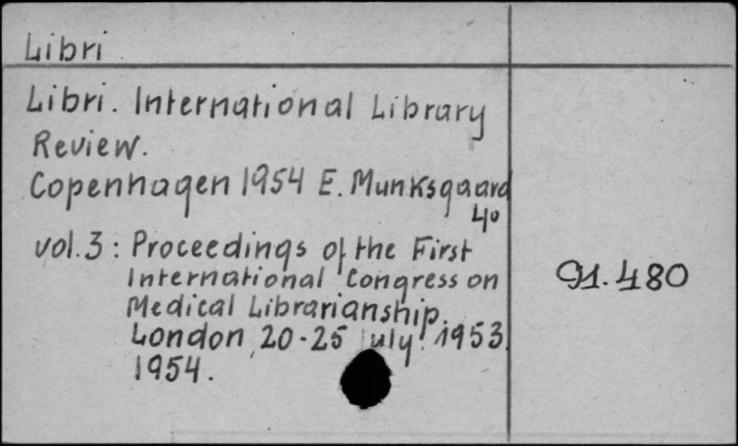 Libri
Libri. International Library
Review.
Copenhagen 1954 E. Munksgaard
4°
vol. 3 : Proceedings of the First
International Congress on
Medical Librarianship.
London, 20-25 July 1953.
1954.
91.480